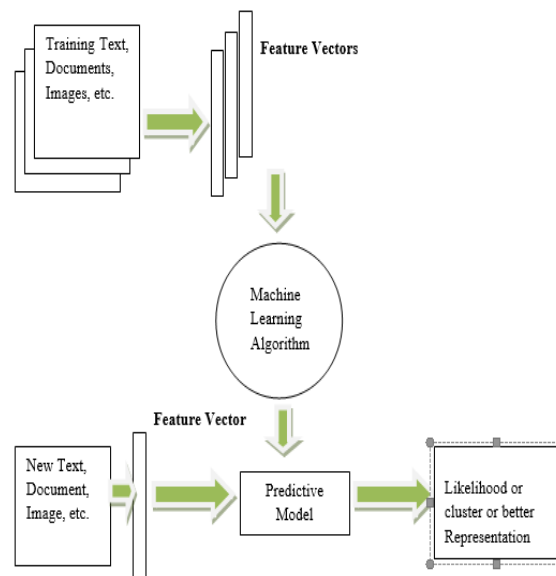 Training Text,
Documents,
Images, etc.
Feature Vectors
Machine
Learning
Algorithm
Feature Vector
New Text,
Document,
Image, etc.
Predictive
Model
Likelihood or
cluster or better
Representation